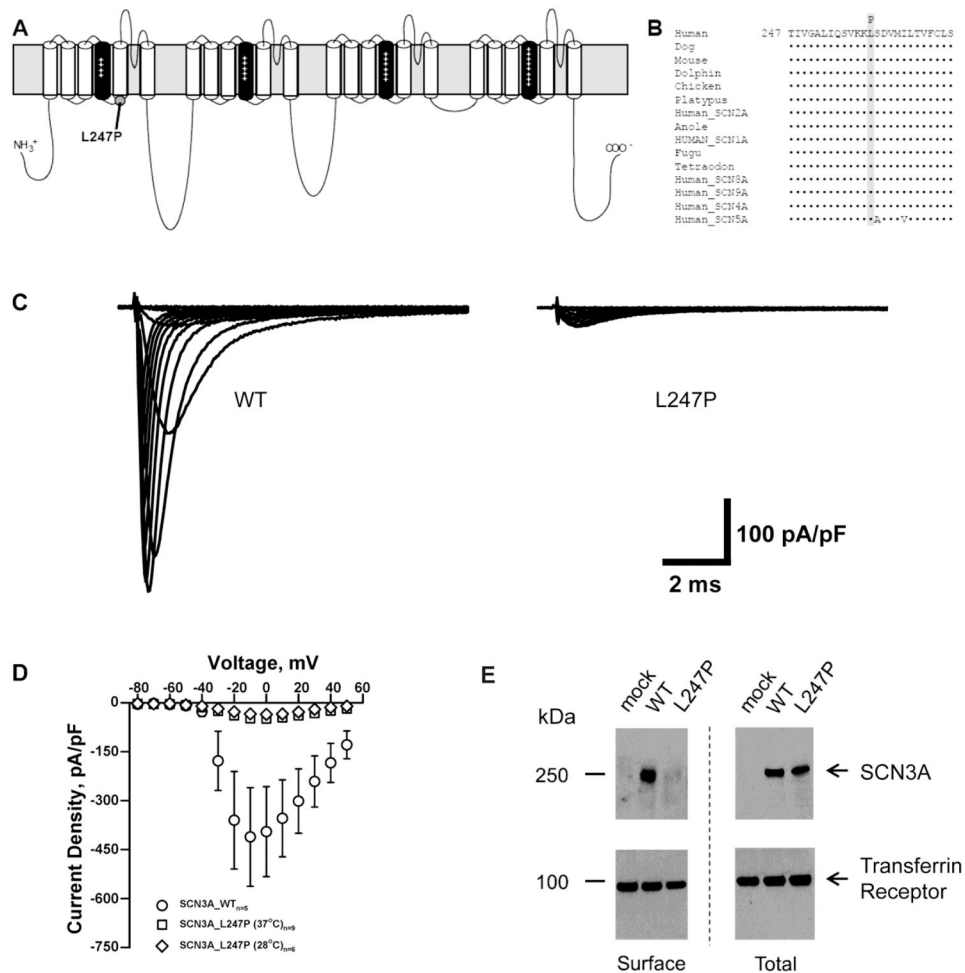 A
L247P
NH3+
COO-
B
P
Human 247 TIVGALIQSVKKLSDVMILTVFCLS
Dog
Mouse
Dolphin
Chicken
Platypus
Human_SCN2A
Anole
HUMAN_SCN1A
Fugu
Tetraodon
Human_SCN8A
Human_SCN9A
Human_SCN4A
Human_SCN5A A V
C
WT
L247P
100 pA/pF
2 ms
D
Voltage, mV
-80 -60 -40 -20 0 20 40 60
Current Density, pA/pF
0
-150
-300
-450
-600
-750
SCN3A_WT n=5
SCN3A_L247P (37°C) n=9
SCN3A_L247P (28°C) n=6
E
kDa
mock WT L247P
mock WT L247P
250
SCN3A
100
Transferrin
Receptor
Surface
Total